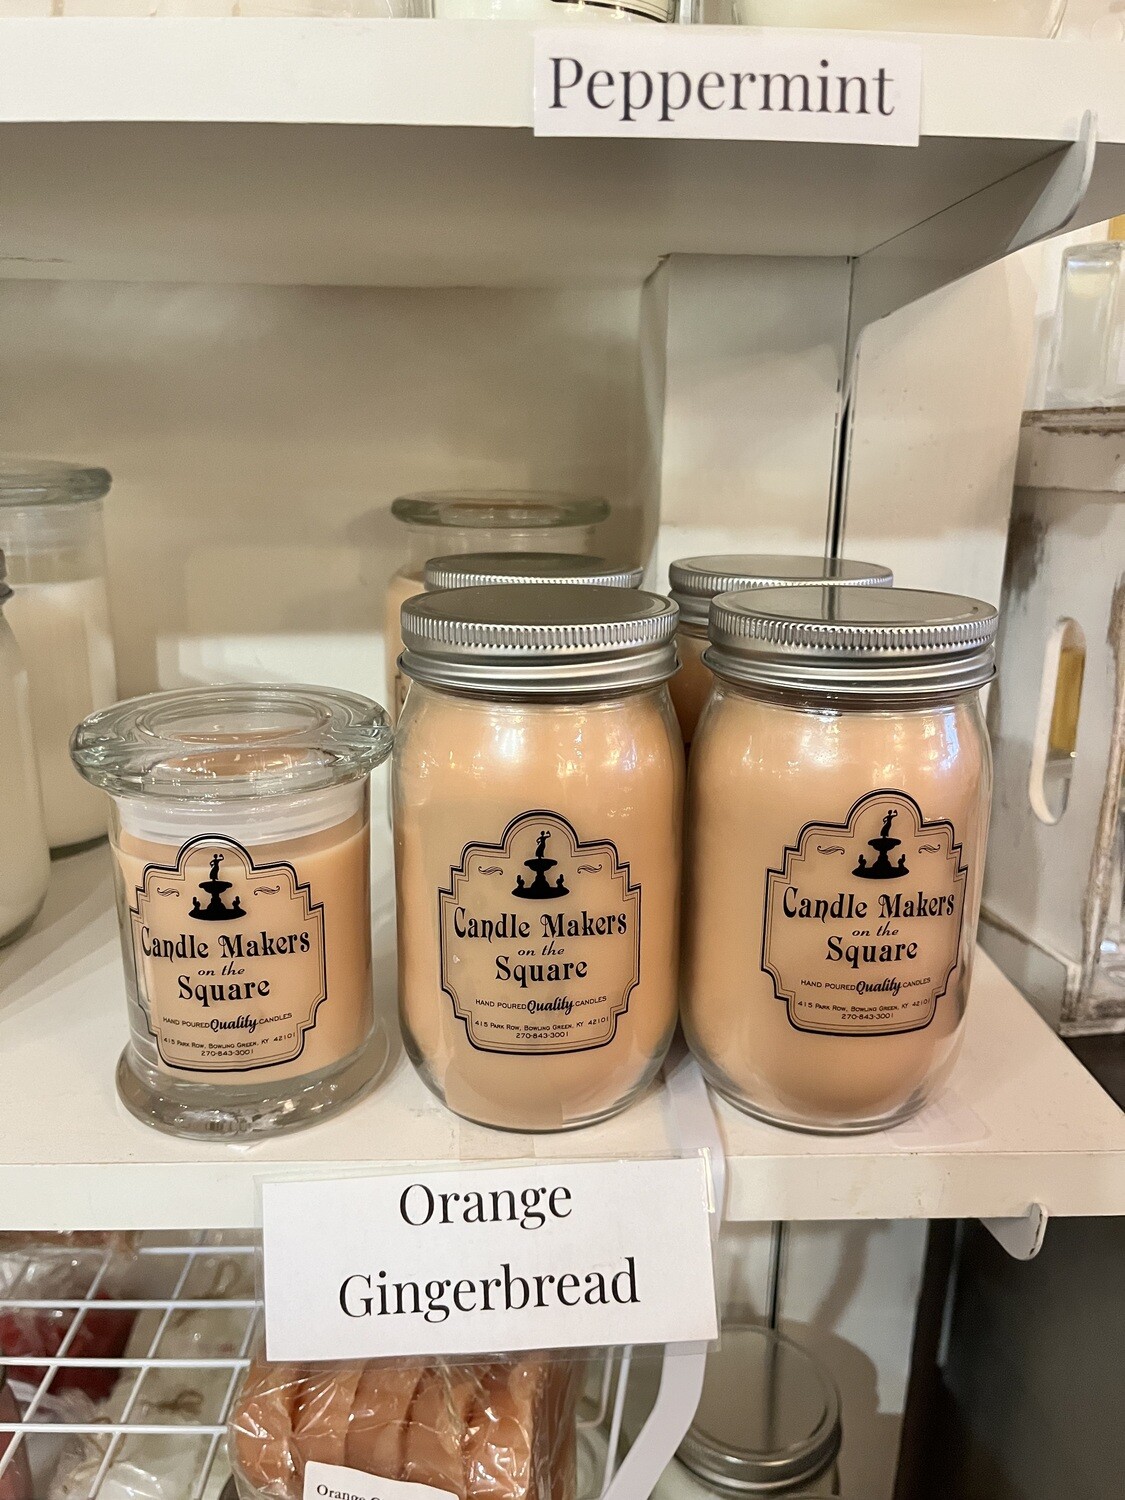 Peppermint
Candle Makers
on the
Square
HAND POURED Quality CANDLES
415 Park Row, Bowling Green, KY 42101
270-843-3001
Candle Makers
on the
Square
HAND POURED Quality CANDLES
415 Park Row, Bowling Green, KY 42101
270-843-3001
Candle Makers
on the
Square
HAND POURED Quality CANDLES
415 Park Row, Bowling Green, KY 42101
270-843-3001
Orange
Gingerbread
Orange